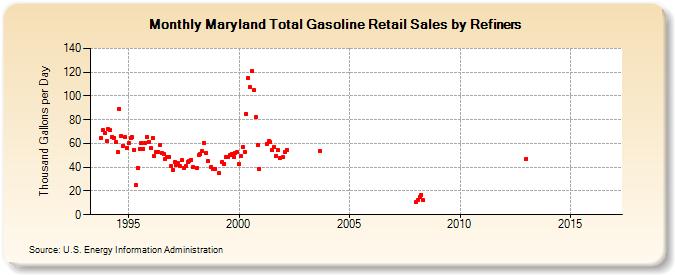 Monthly Maryland Total Gasoline Retail Sales by Refiners
Thousand Gallons per Day
140
120
100
80
60
40
20
0
1995 2000 2005 2010 2015
Source: U.S. Energy Information Administration